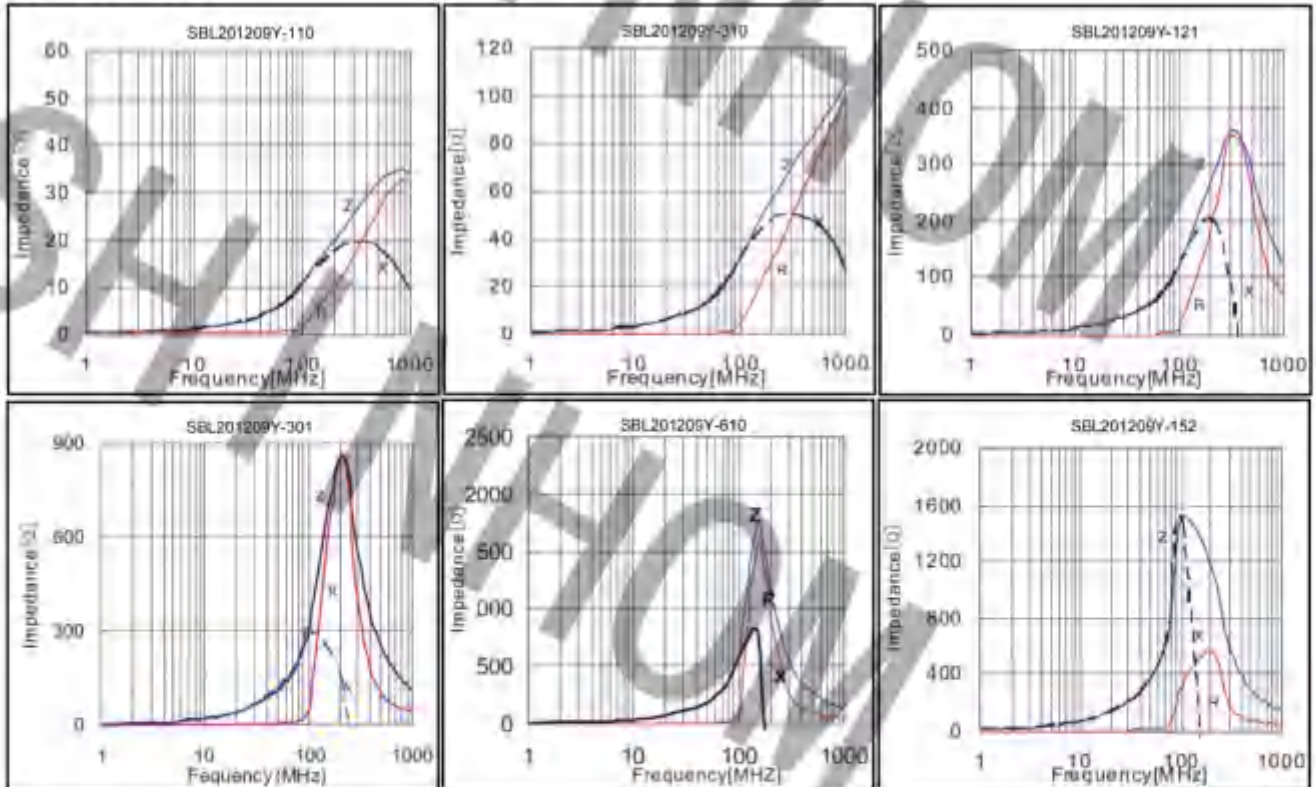 SBL201209Y-110
60
50
40
30
20
10
0
Impedance[Ω]
Z
R
X
1 10 100 1000
Frequency[MHz]
SBL201209Y-310
120
100
80
60
40
20
0
Impedance[Ω]
Z
R
X
1 10 100 1000
Frequency[MHz]
SBL201209Y-121
500
400
300
200
100
0
Impedance[Ω]
R
X
1 10 100 1000
Frequency[MHz]
SBL201209Y-301
900
600
300
0
Impedance[Ω]
Z
R
1 10 100 1000
Fequency[MHz]
SBL201209Y-610
2500
2000
500
000
500
0
Impedance[Ω]
Z
R
X
1 10 100 1000
Frequency[MHZ]
SBL201209Y-152
2000
1600
1200
800
400
0
Impedance[Ω]
Z
X
R
1 10 100 1000
Frequency[MHz]